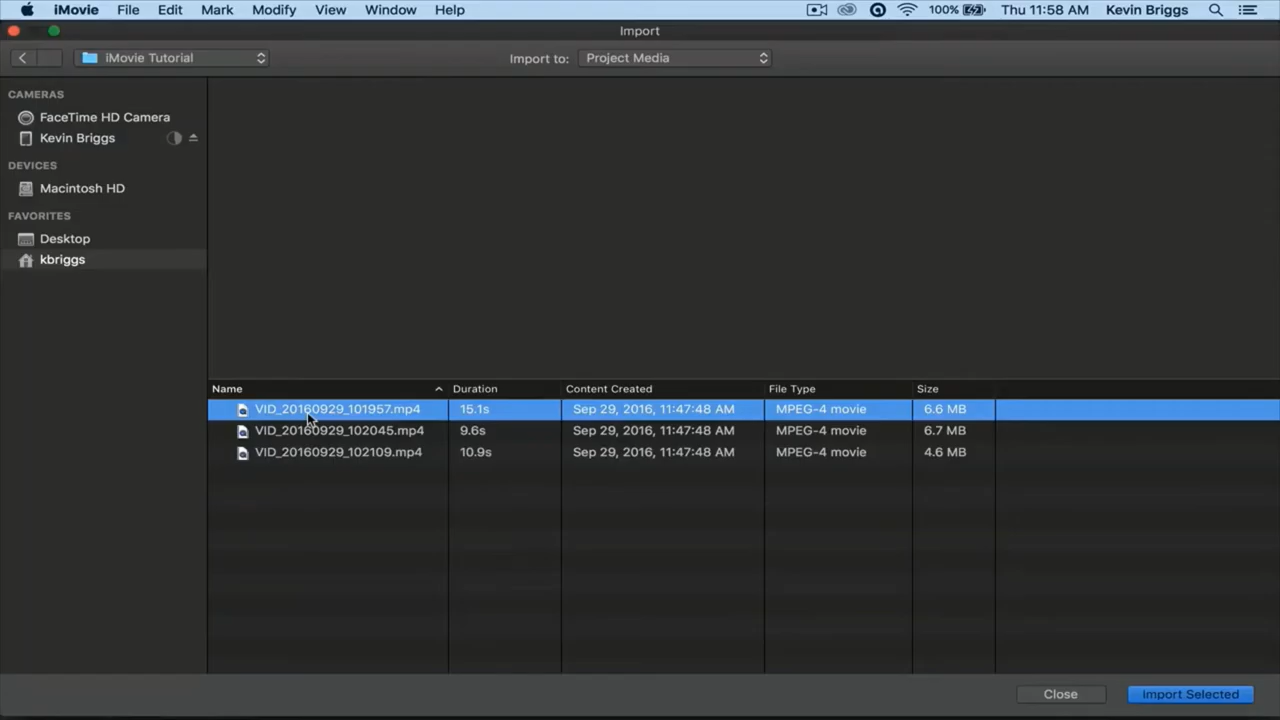 iMovie File Edit Mark Modify View Window Help 100% Thu 11:58 AM Kevin Briggs
Import
iMovie Tutorial Import to: Project Media
CAMERAS
FaceTime HD Camera
Kevin Briggs
DEVICES
Macintosh HD
FAVORITES
Desktop
kbriggs
Name Duration Content Created File Type Size
VID_20160929_101957.mp4 15.1s Sep 29, 2016, 11:47:48 AM MPEG-4 movie 6.6 MB
VID_20160929_102045.mp4 9.6s Sep 29, 2016, 11:47:48 AM MPEG-4 movie 6.7 MB
VID_20160929_102109.mp4 10.9s Sep 29, 2016, 11:47:48 AM MPEG-4 movie 4.6 MB
Close Import Selected